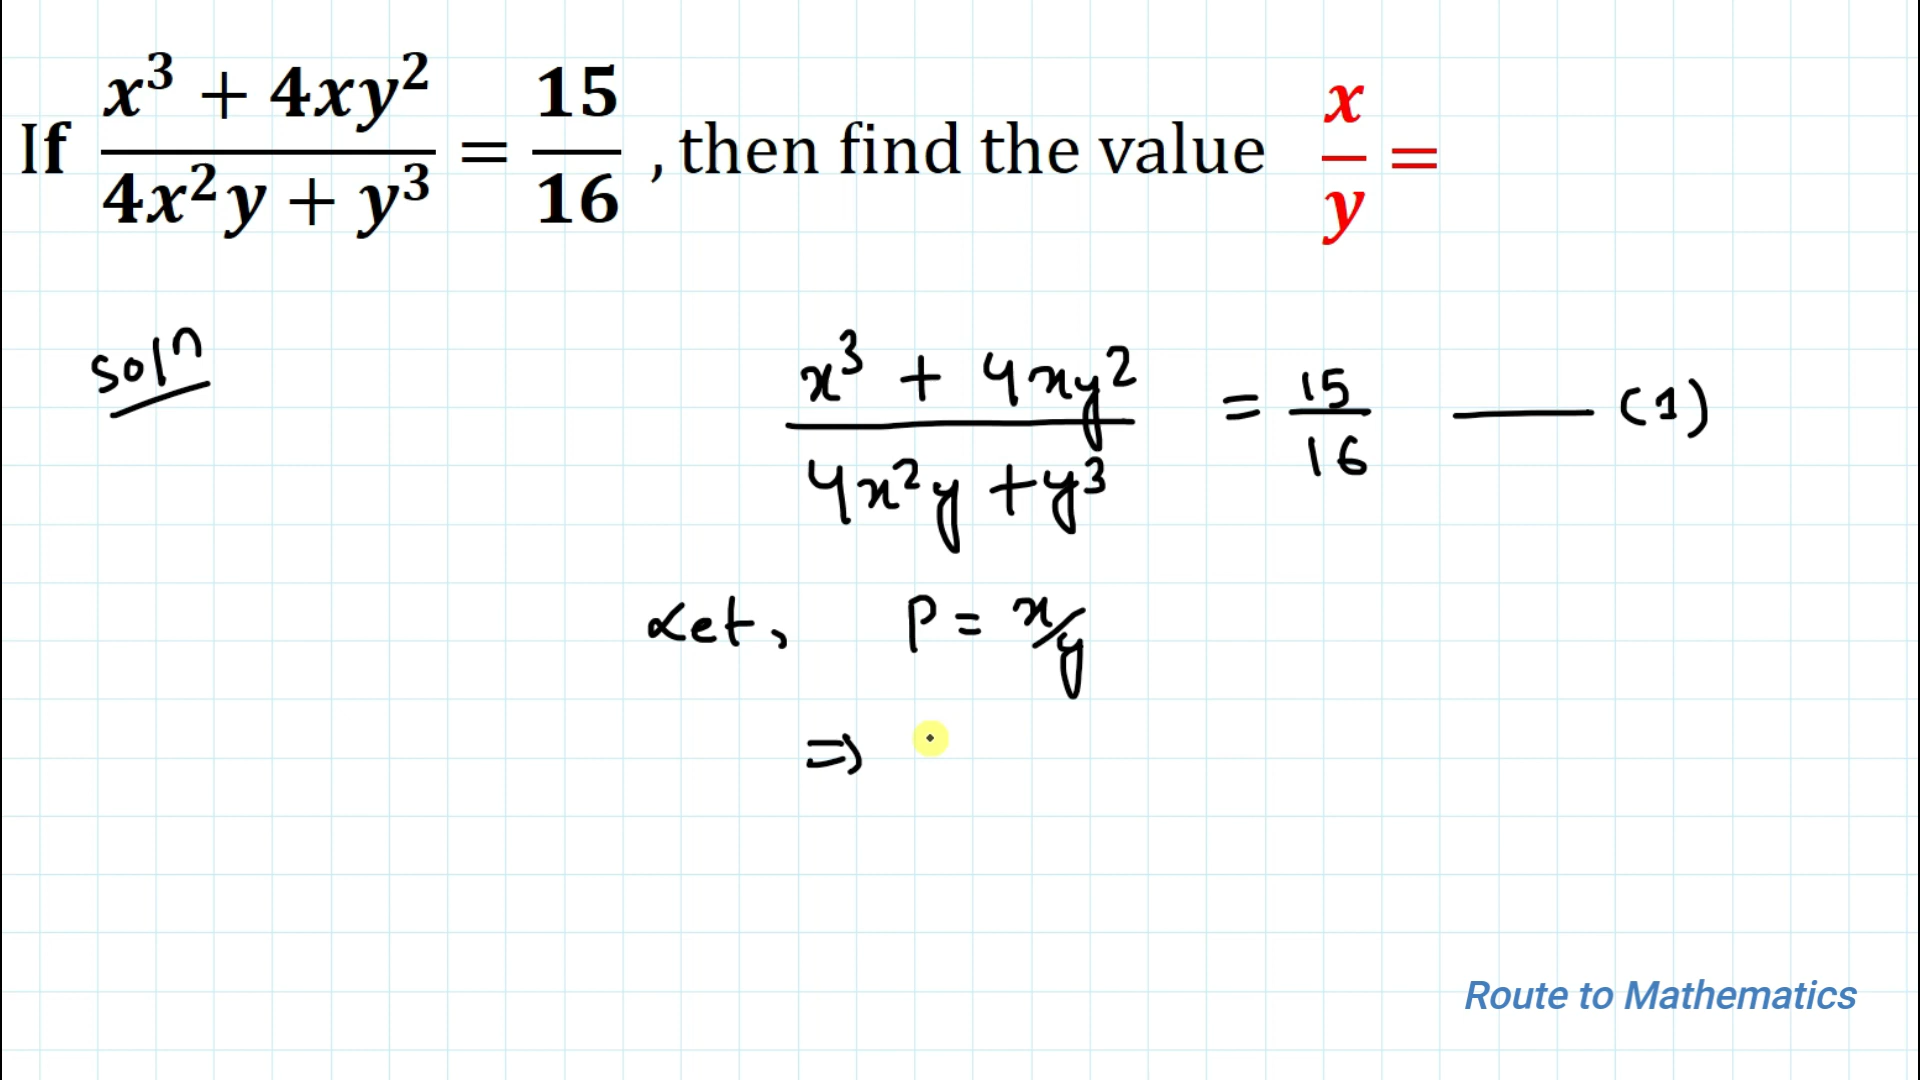 If (x³ + 4xy²)/(4x²y + y³) = 15/16 , then find the value x/y =
Solⁿ
(x³ + 4xy²)/(4x²y + y³) = 15/16 —— (1)
Let, P = x/y
⇒
Route to Mathematics